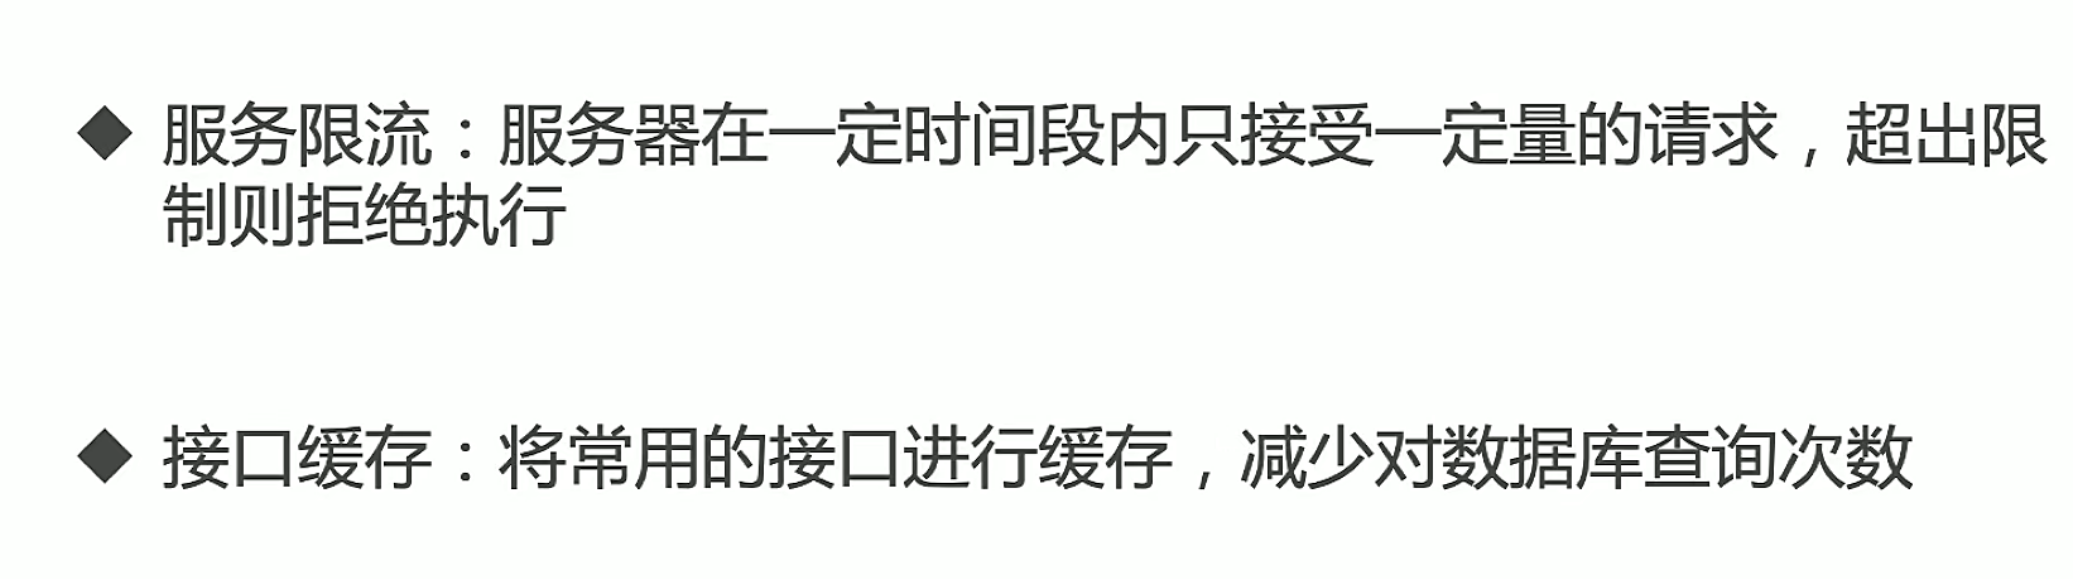 ◆ 服务限流：服务器在一定时间段内只接受一定量的请求，超出限
制则拒绝执行
◆ 接口缓存：将常用的接口进行缓存，减少对数据库查询次数